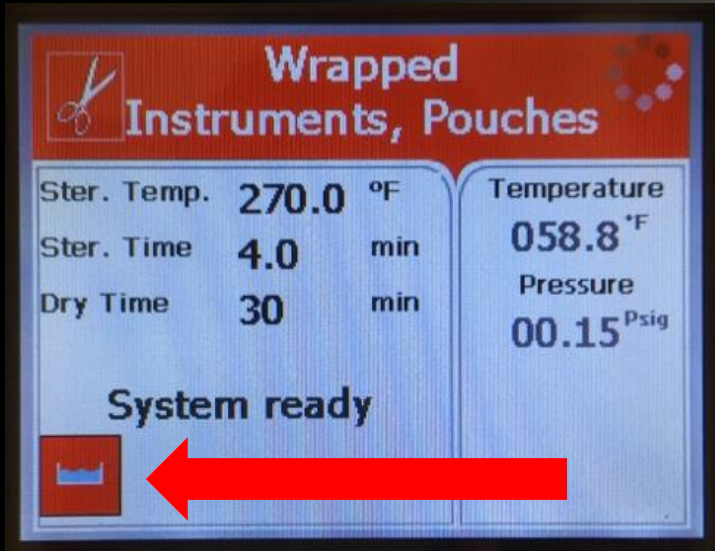 Wrapped
Instruments, Pouches
Ster. Temp. 270.0 ºF
Ster. Time 4.0 min
Dry Time 30 min
System ready
Temperature
058.8 °F
Pressure
00.15 Psig